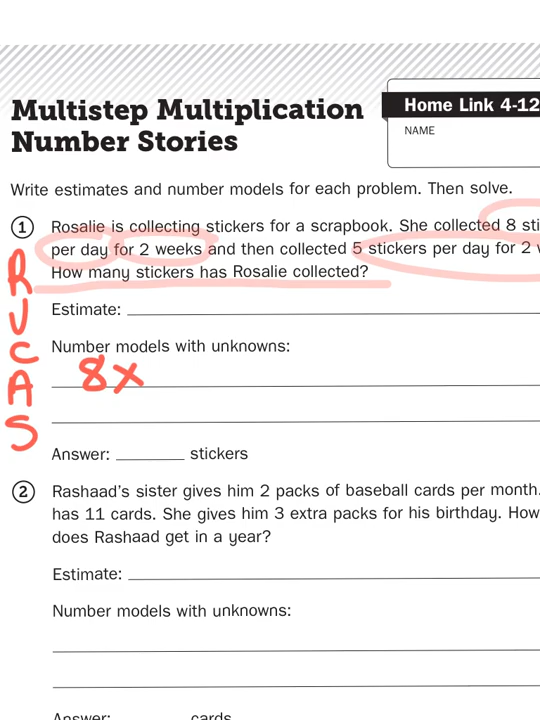 Multistep Multiplication
Number Stories
Home Link 4-12
NAME
Write estimates and number models for each problem. Then solve.
1 Rosalie is collecting stickers for a scrapbook. She collected 8
per day for 2 weeks and then collected 5 stickers per day for 2
How many stickers has Rosalie collected?
R
U
C
A
S
Estimate:
Number models with unknowns:
8x
Answer: ________ stickers
2 Rashaad's sister gives him 2 packs of baseball cards per month.
has 11 cards. She gives him 3 extra packs for his birthday. How
does Rashaad get in a year?
Estimate:
Number models with unknowns:
Answer: ________ cards